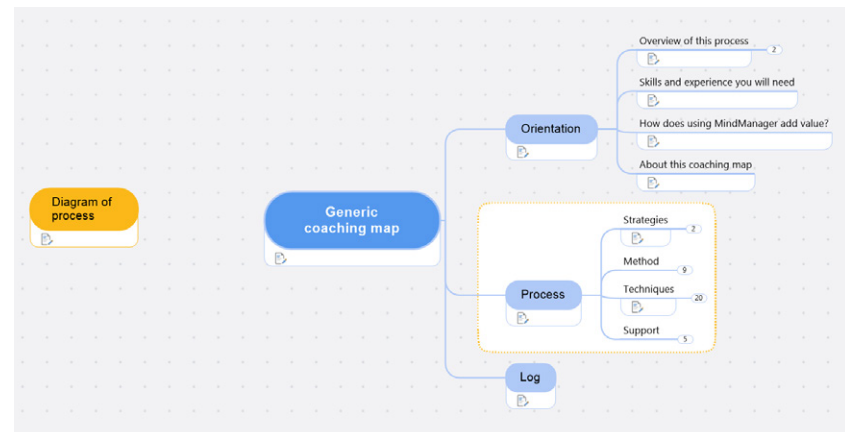 Diagram of
process
Generic
coaching map
Orientation
Overview of this process
2
Skills and experience you will need
How does using MindManager add value?
About this coaching map
Process
Strategies
2
Method
9
Techniques
20
Support
5
Log